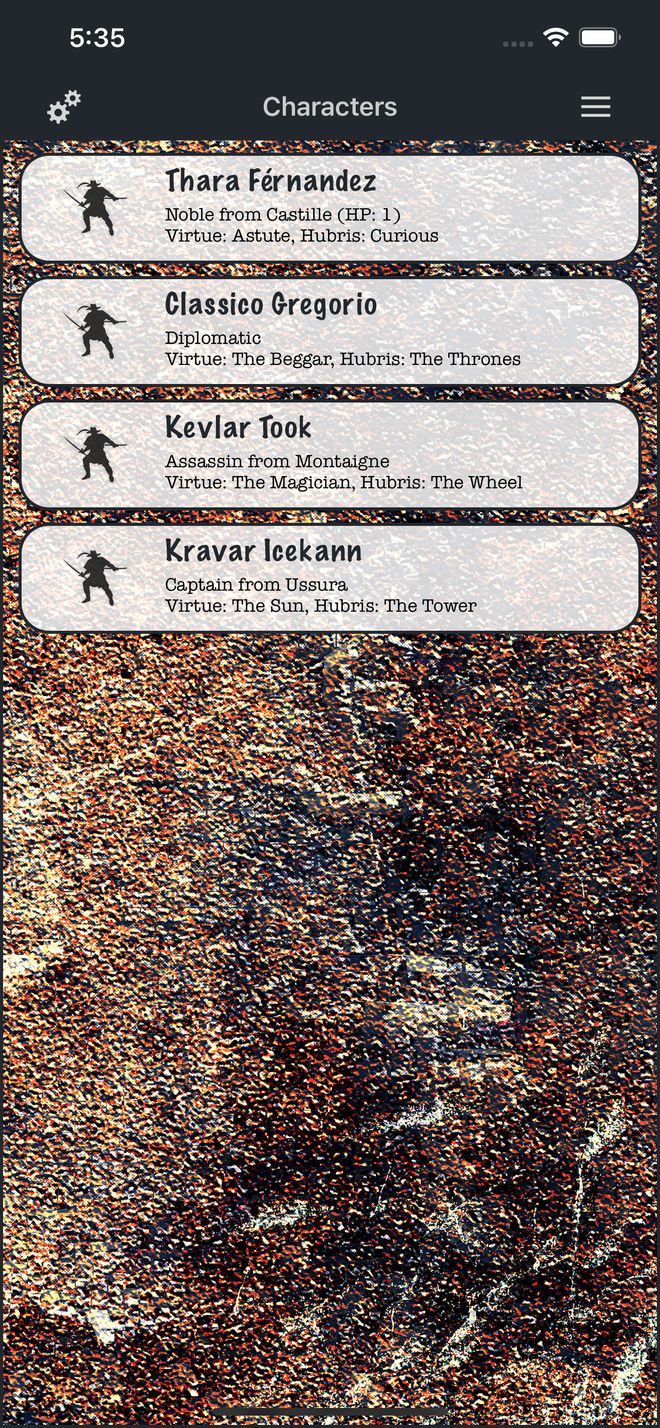 5:35
Characters
Thara Férnandez
Noble from Castille (HP: 1)
Virtue: Astute, Hubris: Curious
Classico Gregorio
Diplomatic
Virtue: The Beggar, Hubris: The Thrones
Kevlar Took
Assassin from Montaigne
Virtue: The Magician, Hubris: The Wheel
Kravar Icekann
Captain from Ussura
Virtue: The Sun, Hubris: The Tower